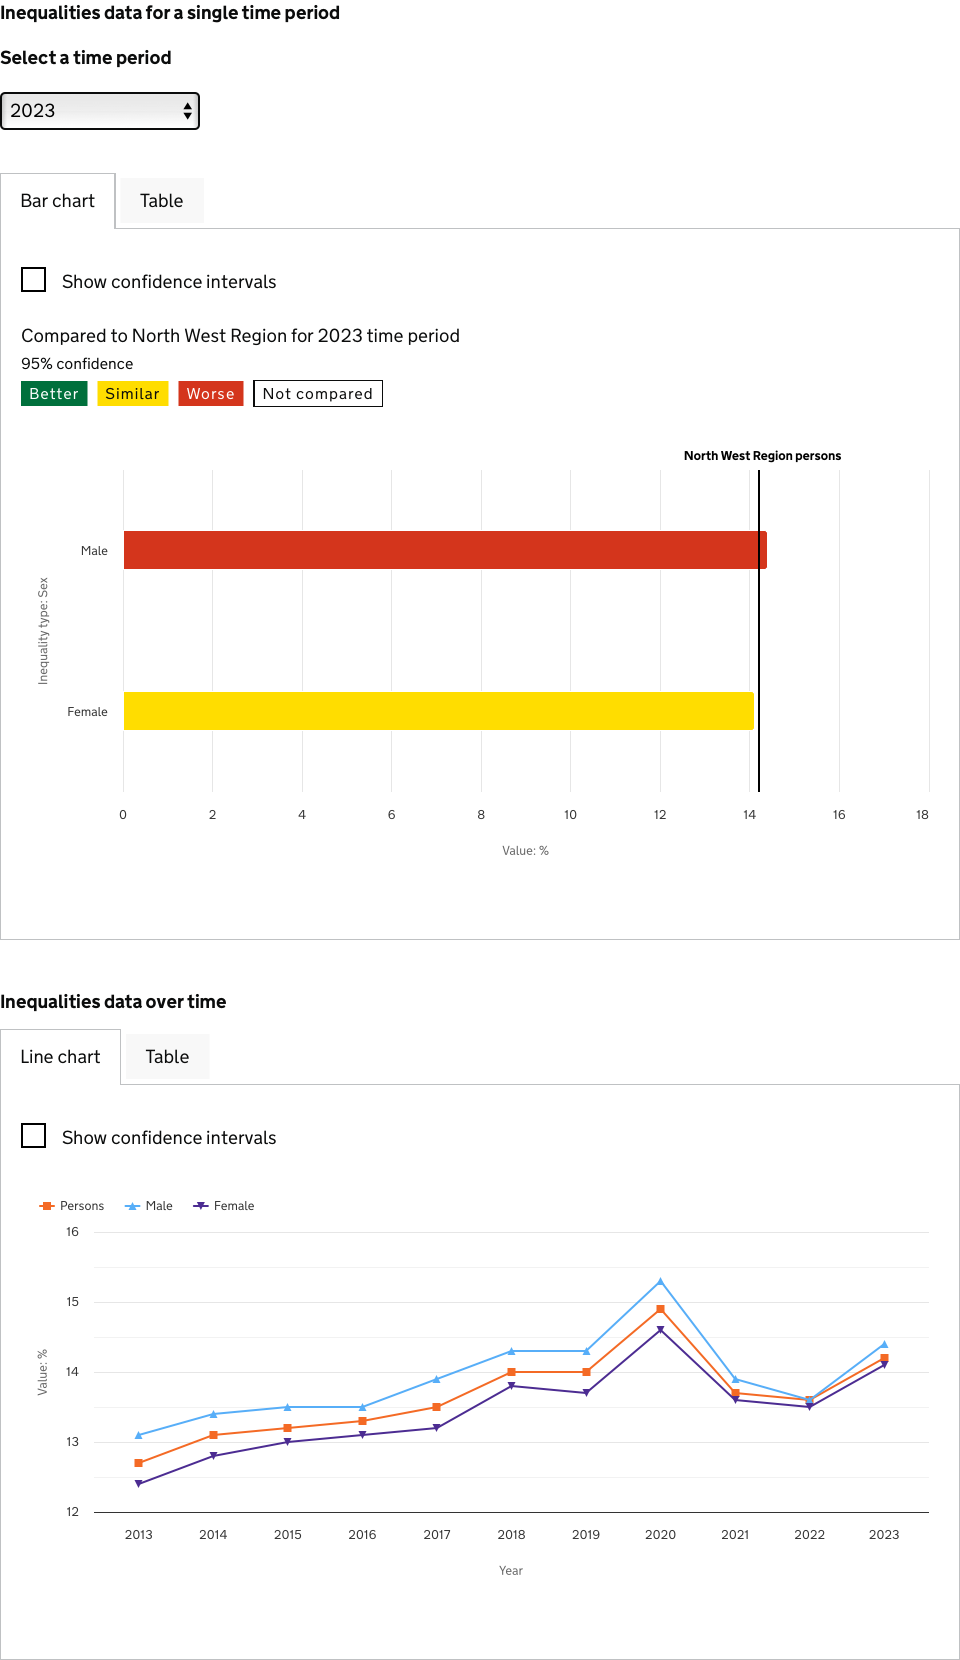 Inequalities data for a single time period
Select a time period
2023
Bar chart
Table
Show confidence intervals
Compared to North West Region for 2023 time period
95% confidence
Better Similar Worse Not compared
North West Region persons
Male
Inequality type: Sex
Female
0 2 4 6 8 10 12 14 16 18
Value: %
Inequalities data over time
Line chart
Table
Show confidence intervals
Persons Male Female
16
15
14
Value: %
13
12
2013 2014 2015 2016 2017 2018 2019 2020 2021 2022 2023
Year